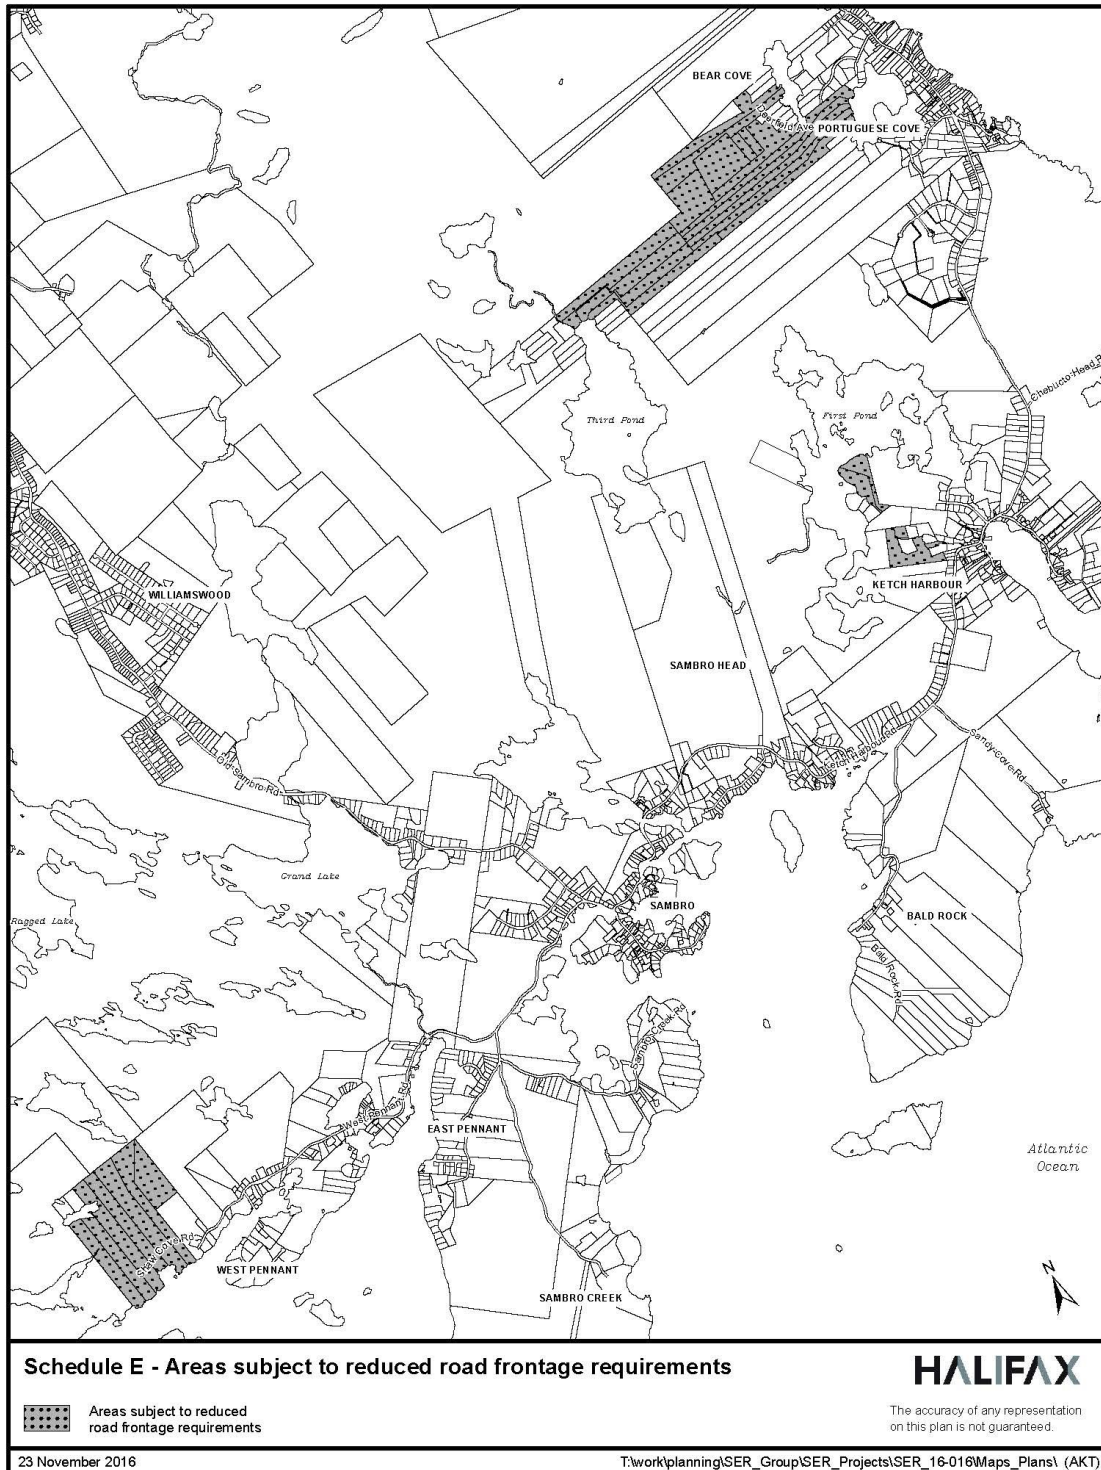 BEAR COVE
Deerfield Ave
PORTUGUESE COVE
Chebucto Head R
Third Pond
First Pond
KETCH HARBOUR
WILLIAMSWOOD
SAMBRO HEAD
Ketch Harbour Rd
Sandy Cove Rd
Old Sambro Rd
Grand Lake
Ragged Lake
SAMBRO
BALD ROCK
Bald Rock Rd
Sambro Creek Rd
West Pennant Rd
EAST PENNANT
Atlantic
Ocean
Shaw Cove Rd
WEST PENNANT
SAMBRO CREEK
N
Schedule E - Areas subject to reduced road frontage requirements
HALIFAX
Areas subject to reduced
road frontage requirements
The accuracy of any representation
on this plan is not guaranteed.
23 November 2016
T:\work\planning\SER_Group\SER_Projects\SER_16-016\Maps_Plans\ (AKT)